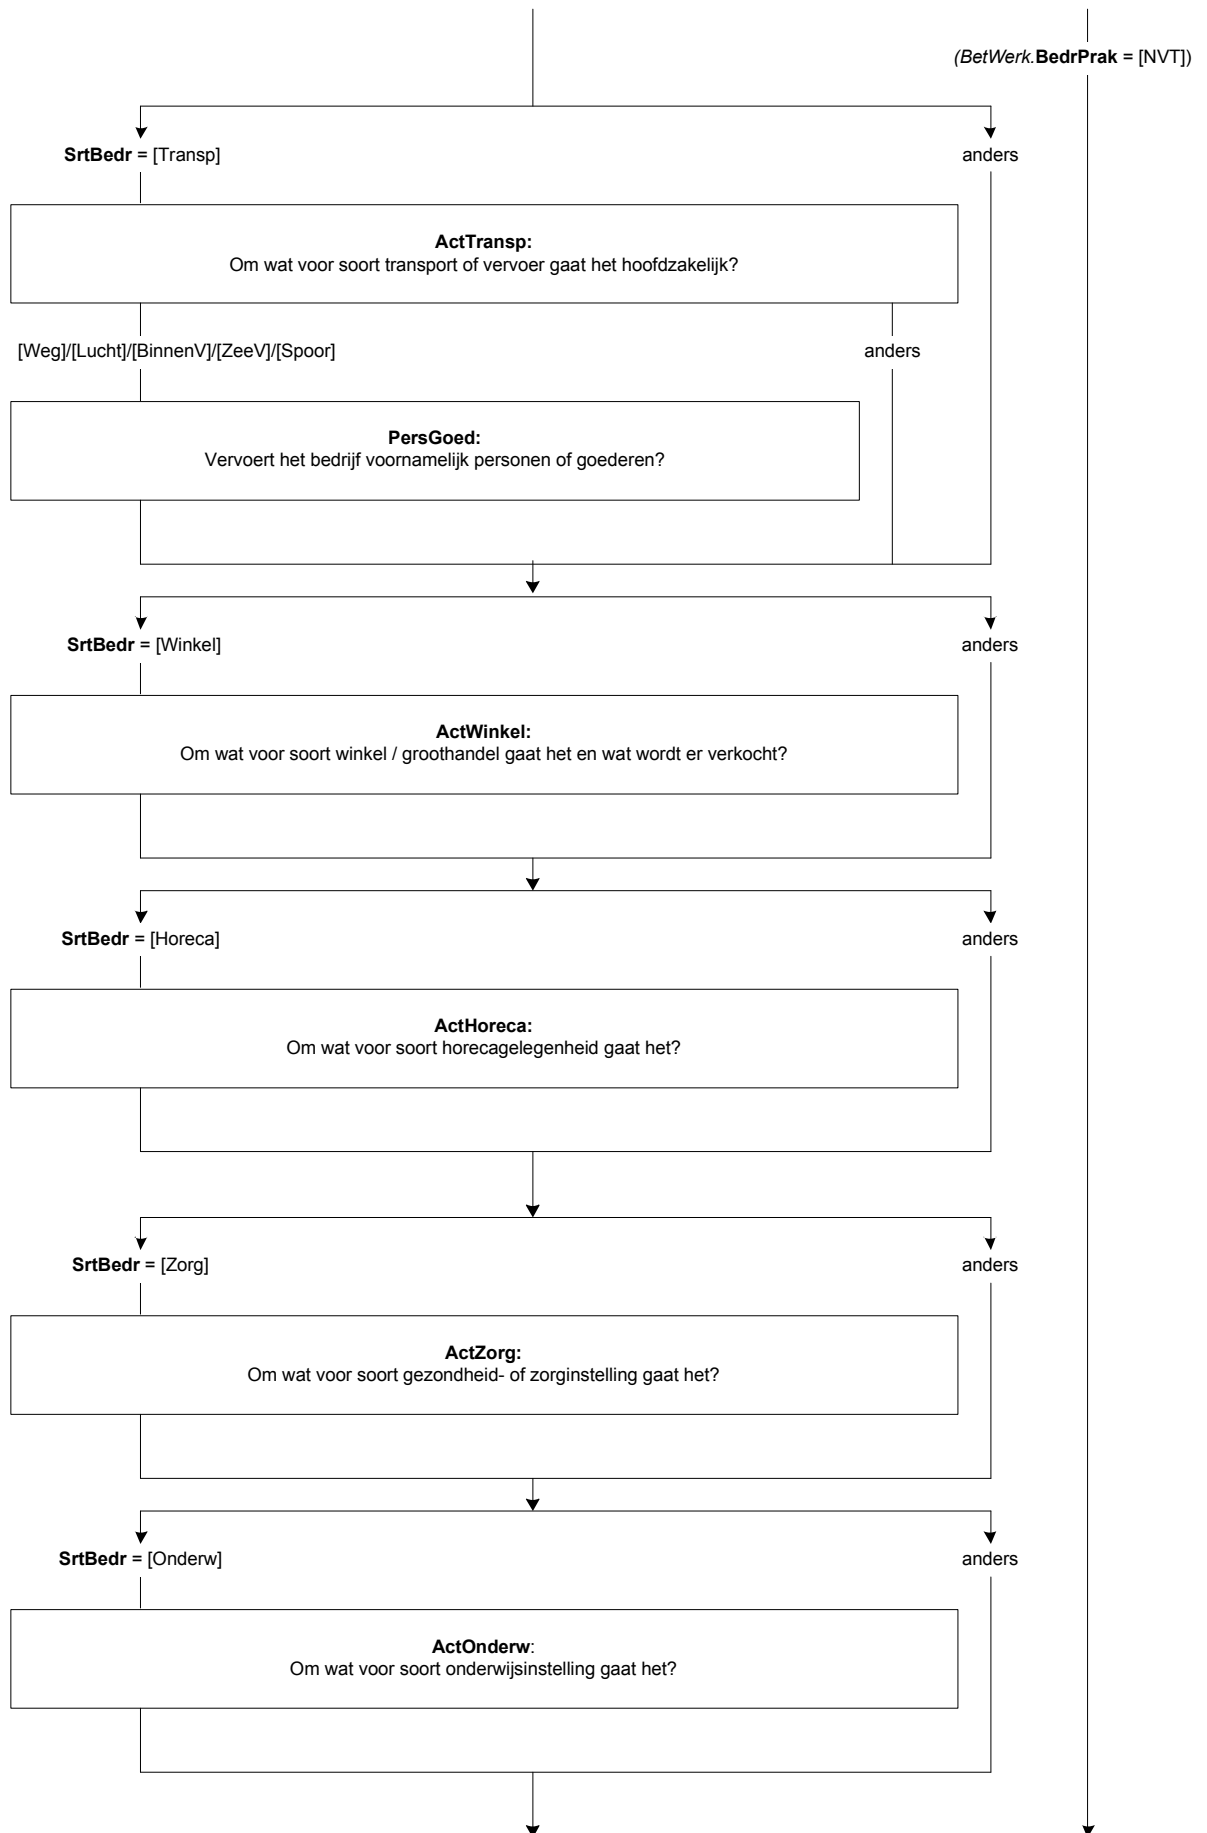 (BetWerk.BedrPrak = [NVT])
SrtBedr = [Transp]
anders
ActTransp:
Om wat voor soort transport of vervoer gaat het hoofdzakelijk?
[Weg]/[Lucht]/[BinnenV]/[ZeeV]/[Spoor]
anders
PersGoed:
Vervoert het bedrijf voornamelijk personen of goederen?
SrtBedr = [Winkel]
anders
ActWinkel:
Om wat voor soort winkel / groothandel gaat het en wat wordt er verkocht?
SrtBedr = [Horeca]
anders
ActHoreca:
Om wat voor soort horecagelegenheid gaat het?
SrtBedr = [Zorg]
anders
ActZorg:
Om wat voor soort gezondheid- of zorginstelling gaat het?
SrtBedr = [Onderw]
anders
ActOnderw:
Om wat voor soort onderwijsinstelling gaat het?